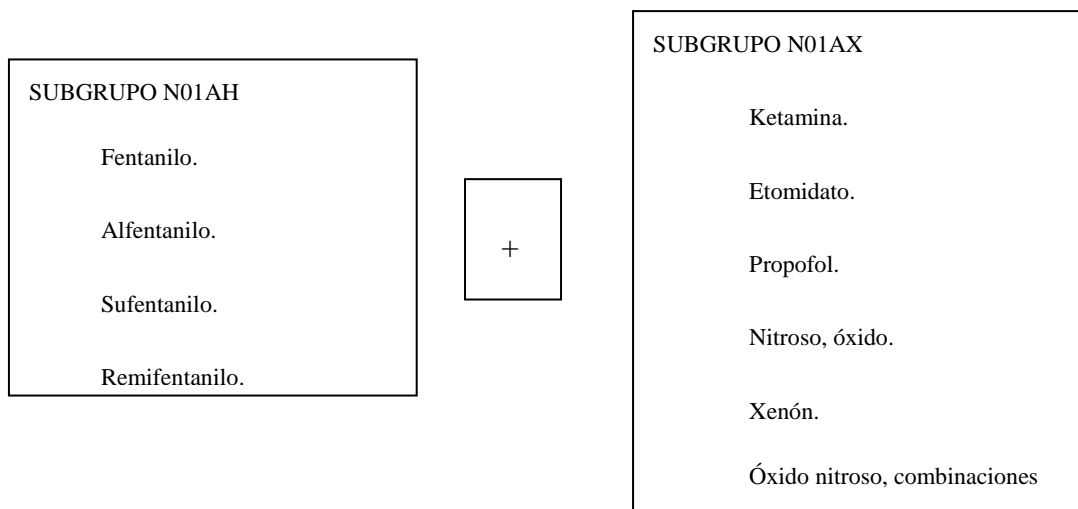 SUBGRUPO N01AH
Fentanilo.
Alfentanilo.
Sufentanilo.
Remifentanilo.
+
SUBGRUPO N01AX
Ketamina.
Etomidato.
Propofol.
Nitroso, óxido.
Xenón.
Óxido nitroso, combinaciones